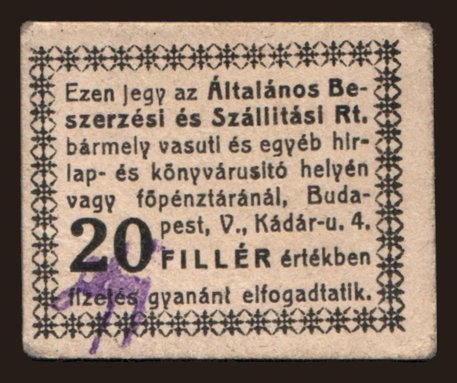 Ezen jegy az Általános Be-
szerzési és Szállitási Rt.
bármely vasuti és egyéb hir-
lap- és könyvárusitó helyén
vagy főpénztáránál, Buda-
pest, V., Kádár-u. 4.
20 FILLÉR értékben
fizetés gyanánt elfogadtatik.